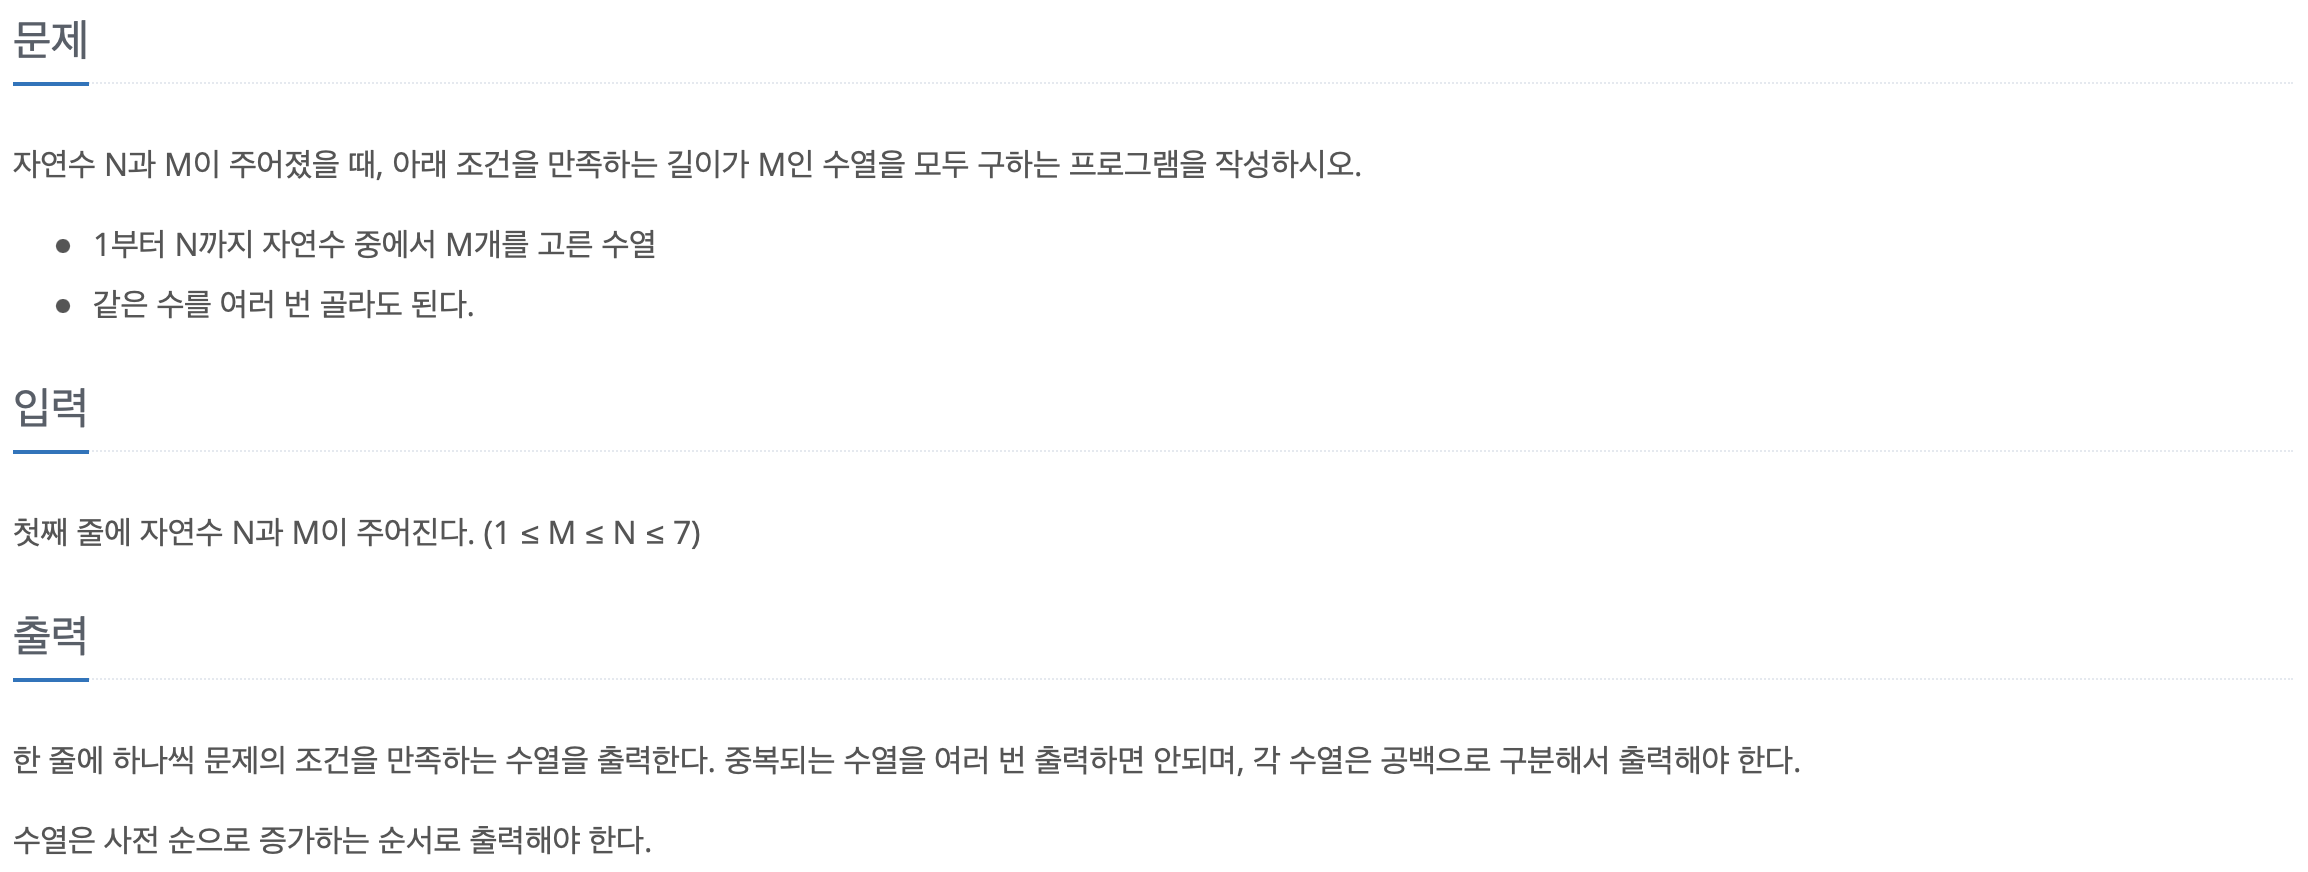 문제
자연수 N과 M이 주어졌을 때, 아래 조건을 만족하는 길이가 M인 수열을 모두 구하는 프로그램을 작성하시오.
● 1부터 N까지 자연수 중에서 M개를 고른 수열
● 같은 수를 여러 번 골라도 된다.
입력
첫째 줄에 자연수 N과 M이 주어진다. (1 ≤ M ≤ N ≤ 7)
출력
한 줄에 하나씩 문제의 조건을 만족하는 수열을 출력한다. 중복되는 수열을 여러 번 출력하면 안되며, 각 수열은 공백으로 구분해서 출력해야 한다.
수열은 사전 순으로 증가하는 순서로 출력해야 한다.